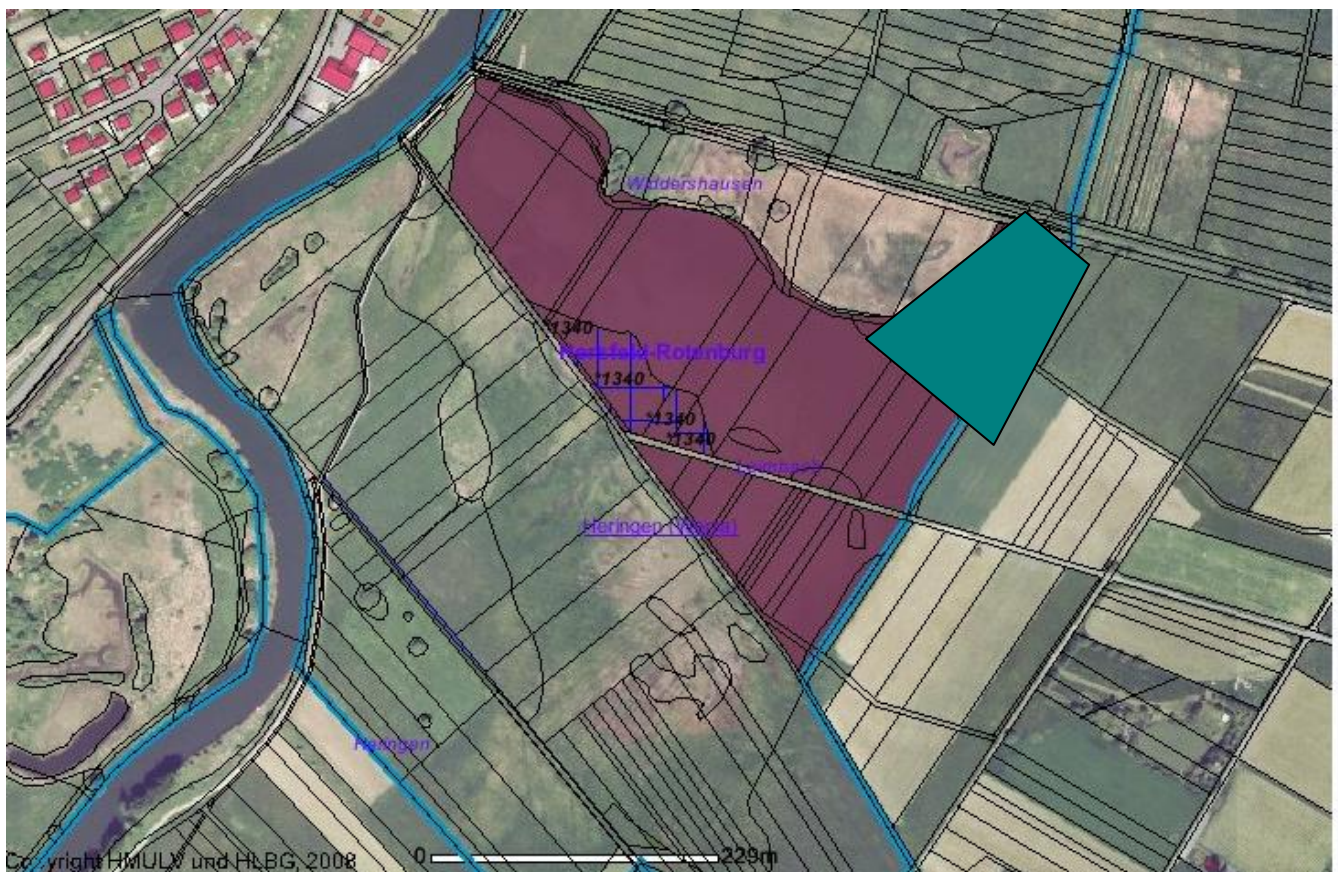 Widdershausen
*1340
Hersfeld-Rotenburg
*1340
*1340
*1340
Heringen (Werra)
Heringen
Copyright HMULV und HLBG, 2008
0 229m